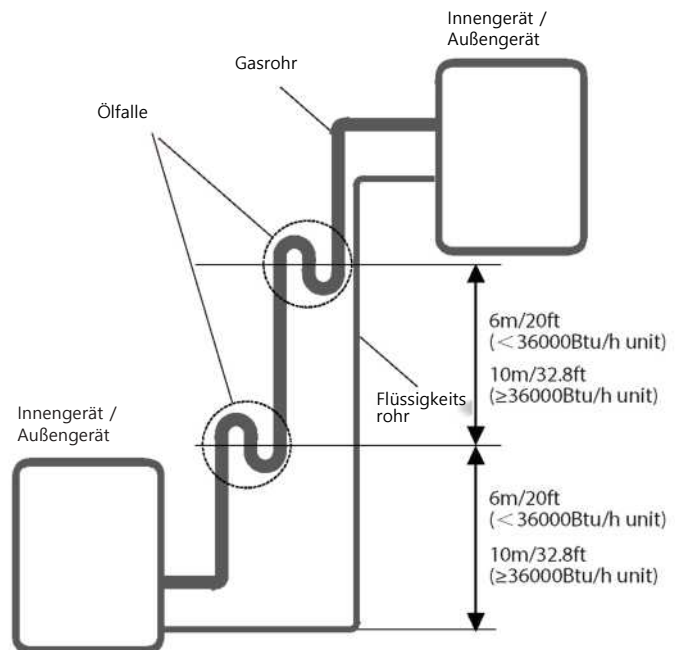 Innengerät /
Außengerät
Gasrohr
Ölfalle
6m/20ft
(<36000Btu/h unit)
10m/32.8ft
(≥36000Btu/h unit)
Flüssigkeits
rohr
Innengerät /
Außengerät
6m/20ft
(<36000Btu/h unit)
10m/32.8ft
(≥36000Btu/h unit)